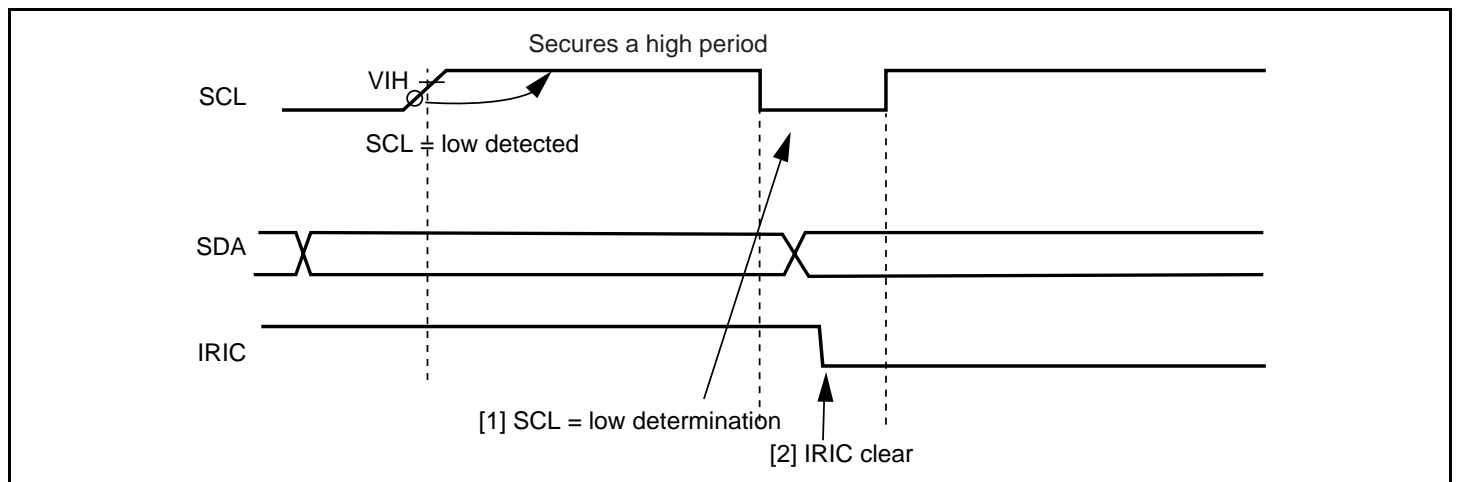 Secures a high period
VIH
SCL
SCL = low detected
SDA
IRIC
[1] SCL = low determination
[2] IRIC clear